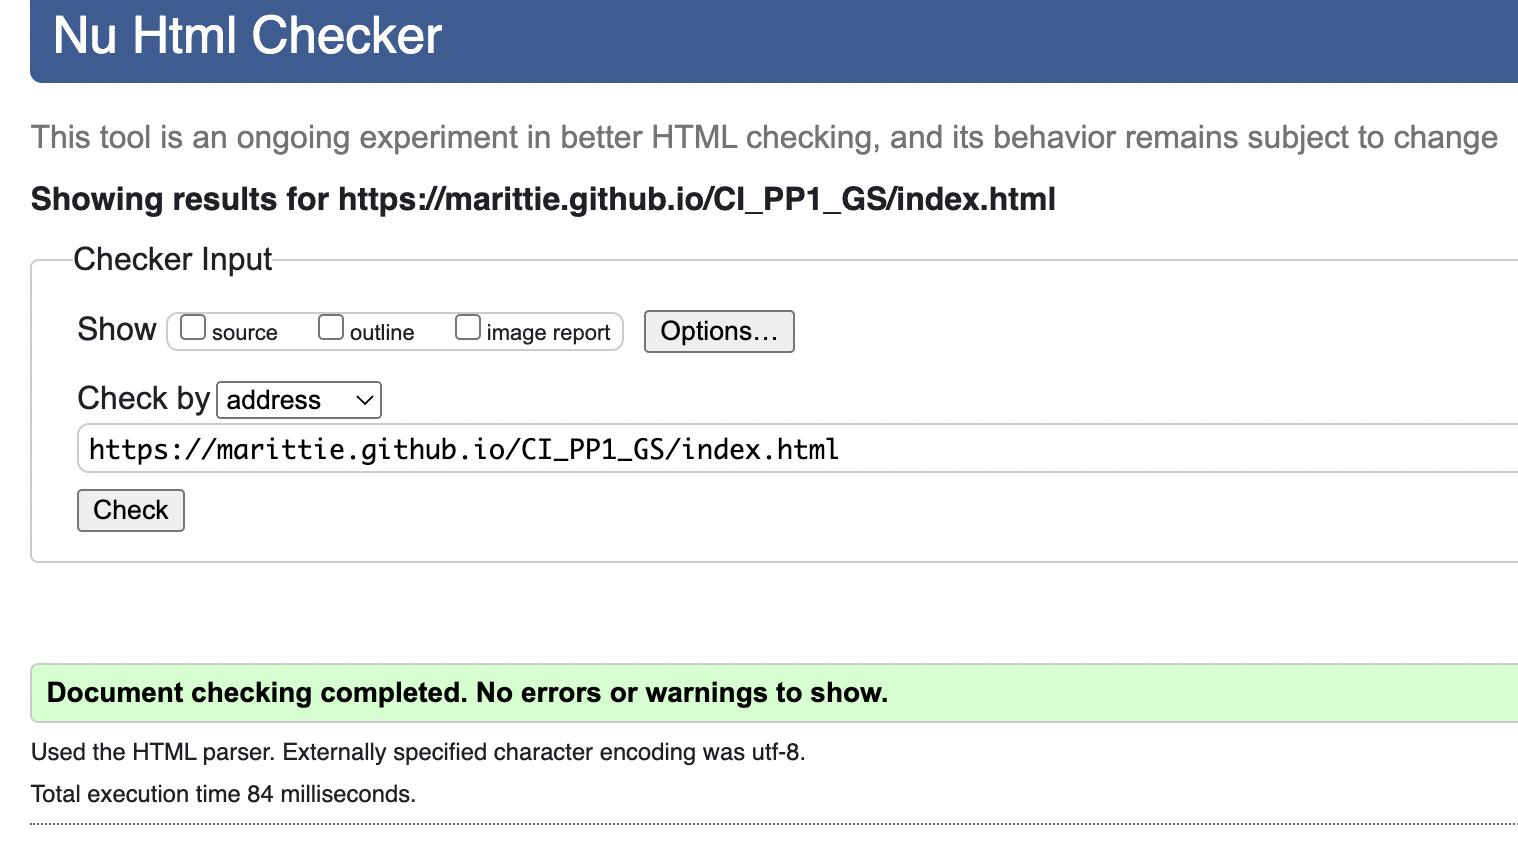 Nu Html Checker
This tool is an ongoing experiment in better HTML checking, and its behavior remains subject to change
Showing results for https://marittie.github.io/CI_PP1_GS/index.html
Checker Input
Show source outline image report Options...
Check by address
https://marittie.github.io/CI_PP1_GS/index.html
Check
Document checking completed. No errors or warnings to show.
Used the HTML parser. Externally specified character encoding was utf-8.
Total execution time 84 milliseconds.